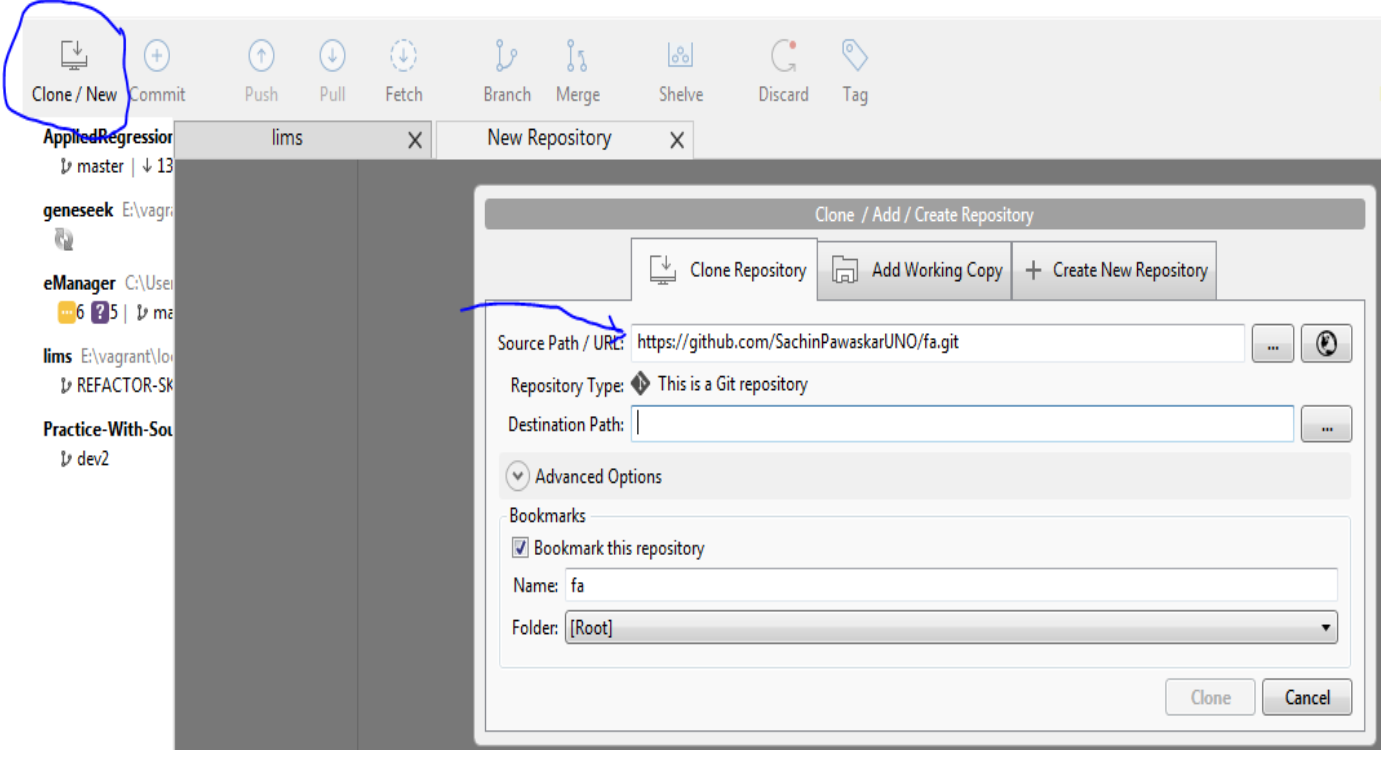 Clone / New Commit Push Pull Fetch Branch Merge Shelve Discard Tag
lims New Repository
AppliedRegression
master | ↓ 13
geneseek E:\vagra
eManager C:\User
6 ?5 | ma
lims E:\vagrant\lo
REFACTOR-SK
Practice-With-Sou
dev2
Clone / Add / Create Repository
Clone Repository Add Working Copy + Create New Repository
Source Path / URL: https://github.com/SachinPawaskarUNO/fa.git ...
Repository Type: This is a Git repository
Destination Path: ...
Advanced Options
Bookmarks
Bookmark this repository
Name: fa
Folder: [Root]
Clone Cancel